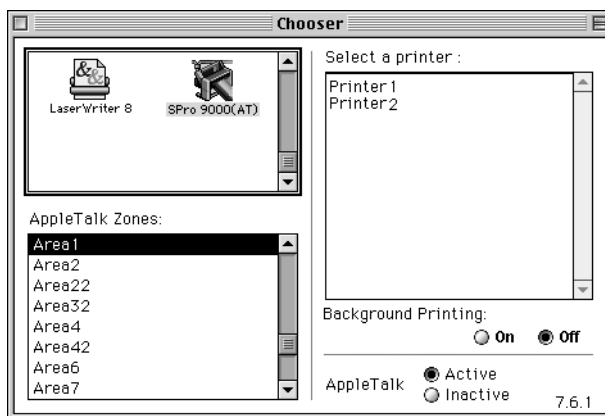 Chooser
LaserWriter 8
SPro 9000(AT)
AppleTalk Zones:
Area1
Area2
Area22
Area32
Area4
Area42
Area6
Area7
Select a printer :
Printer1
Printer2
Background Printing:
On Off
AppleTalk
Active
Inactive
7.6.1